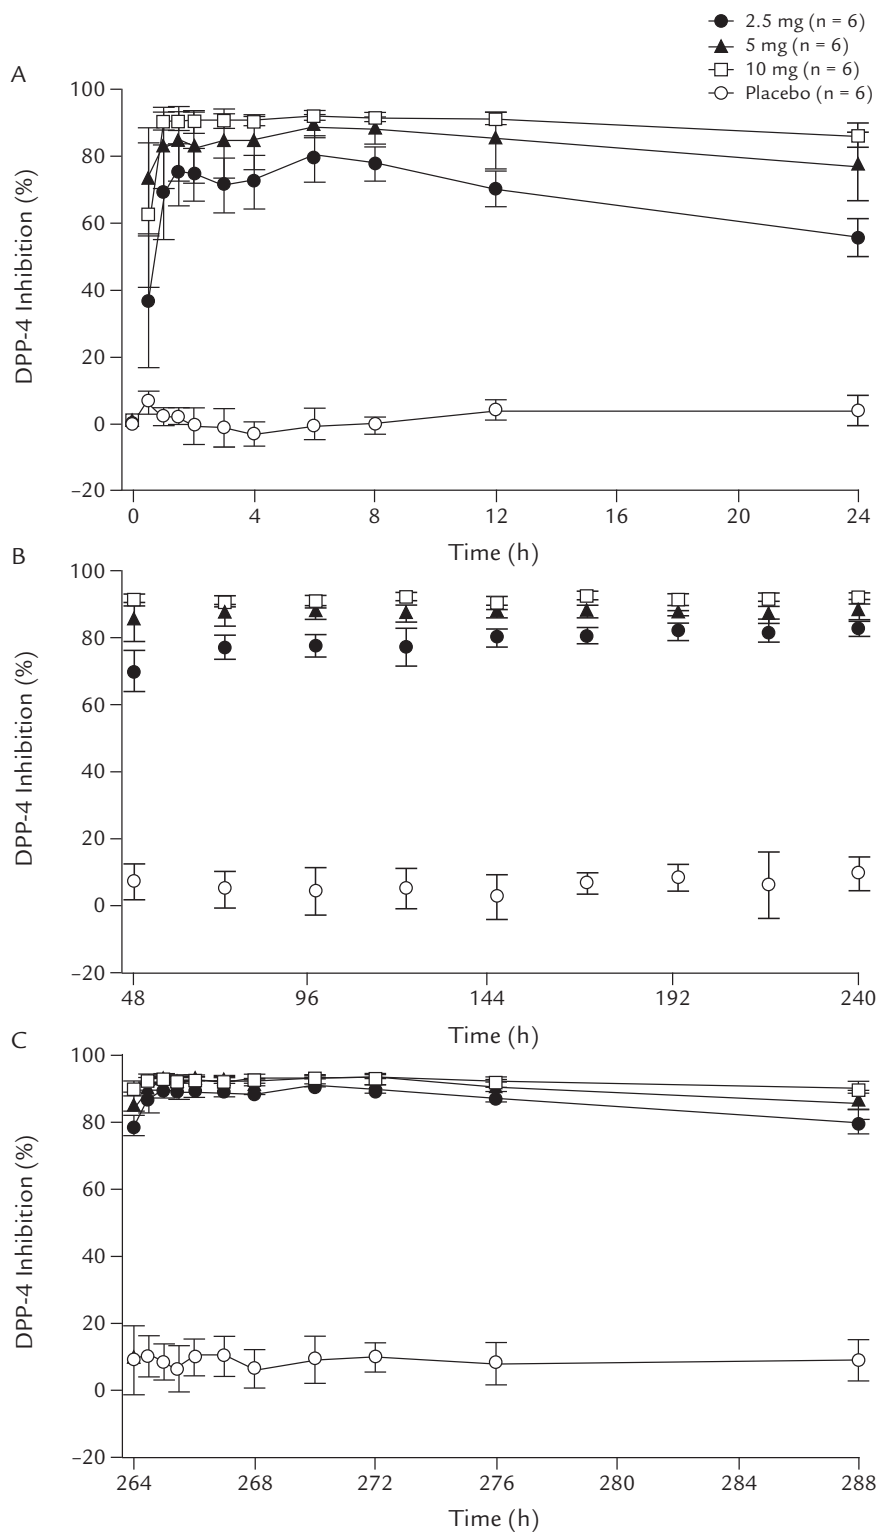 2.5 mg (n = 6)
5 mg (n = 6)
10 mg (n = 6)
Placebo (n = 6)
A
100
80
60
40
20
0
–20
DPP-4 Inhibition (%)
0 4 8 12 16 20 24
Time (h)
B
100
80
60
40
20
0
–20
DPP-4 Inhibition (%)
48 96 144 192 240
Time (h)
C
100
80
60
40
20
0
–20
DPP-4 Inhibition (%)
264 268 272 276 280 284 288
Time (h)